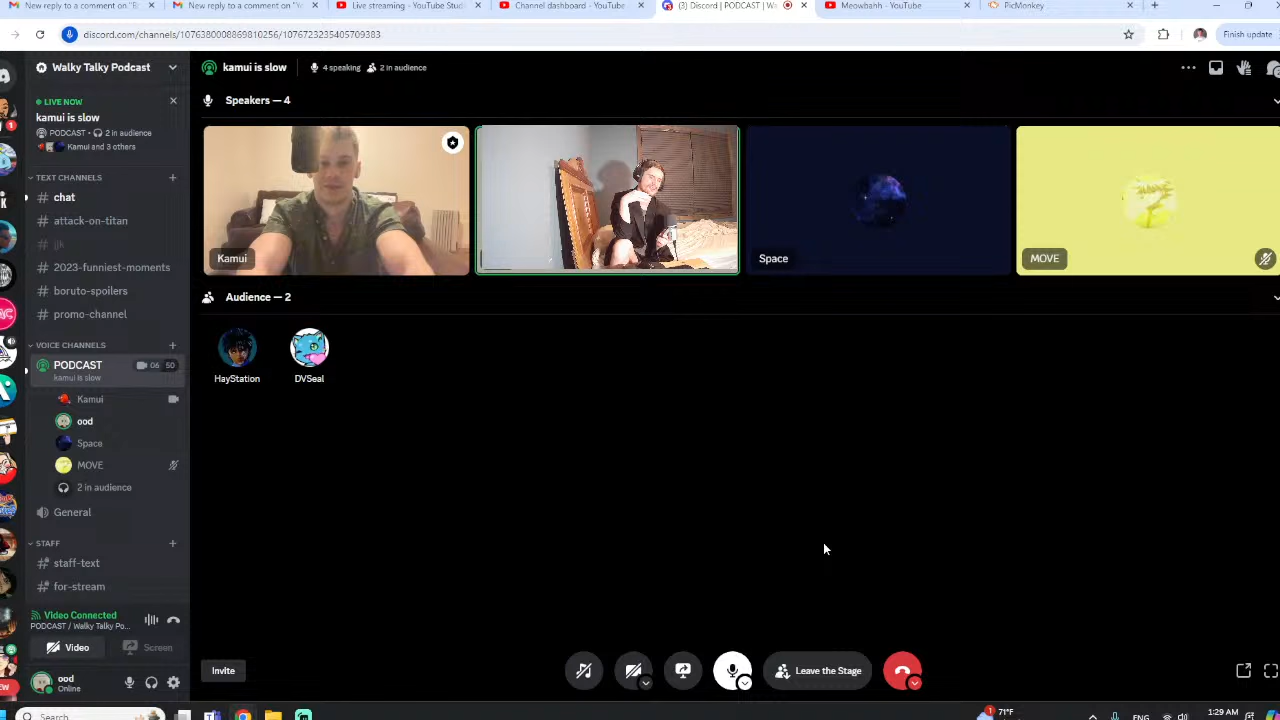 New reply to a comment on "E
New reply to a comment on "W
Live streaming - YouTube Stud
Channel dashboard - YouTube
(3) Discord | PODCAST | Wa
Meowbahh - YouTube
PicMonkey
discord.com/channels/1076380008869810256/1076723235405709383
Finish update
Walky Talky Podcast
kamui is slow
4 speaking
2 in audience
LIVE NOW
kamui is slow
PODCAST • 2 in audience
Kamui and 3 others
Speakers — 4
TEXT CHANNELS
chat
attack-on-titan
jjk
2023-funniest-moments
boruto-spoilers
promo-channel
Kamui
Space
MOVE
Audience — 2
HayStation
DVSeal
VOICE CHANNELS
PODCAST
06 50
kamui is slow
Kamui
ood
Space
MOVE
2 in audience
General
STAFF
staff-text
for-stream
Video Connected
PODCAST / Walky Talky Po...
Video
Screen
Invite
Leave the Stage
ood
Online
Search
71°F
ENG
1:29 AM